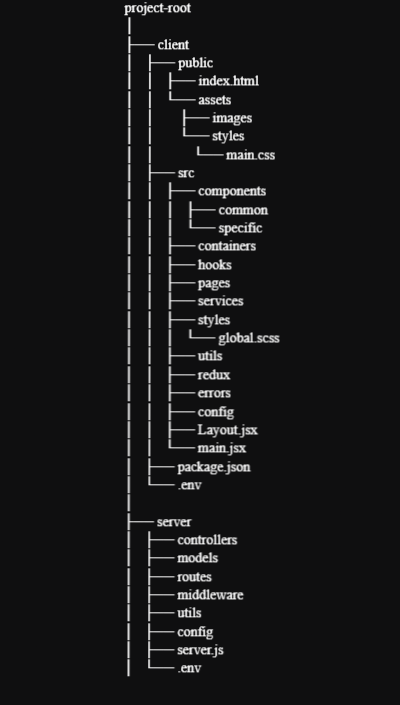 project-root
client
public
index.html
assets
images
styles
main.css
src
components
common
specific
containers
hooks
pages
services
styles
global.scss
utils
redux
errors
config
Layout.jsx
main.jsx
package.json
.env
server
controllers
models
routes
middleware
utils
config
server.js
.env